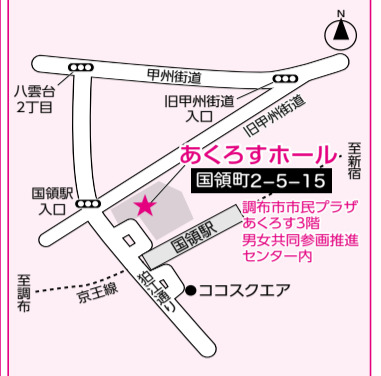 N
甲州街道
八雲台
2丁目
旧甲州街道
入口
旧甲州街道
至新宿
あくろすホール
国領町2−5−15
国領駅
入口
調布市市民プラザ
あくろす3階
男女共同参画推進
センター内
国領駅
至調布
京王線
狛江通り
●ココスクエア